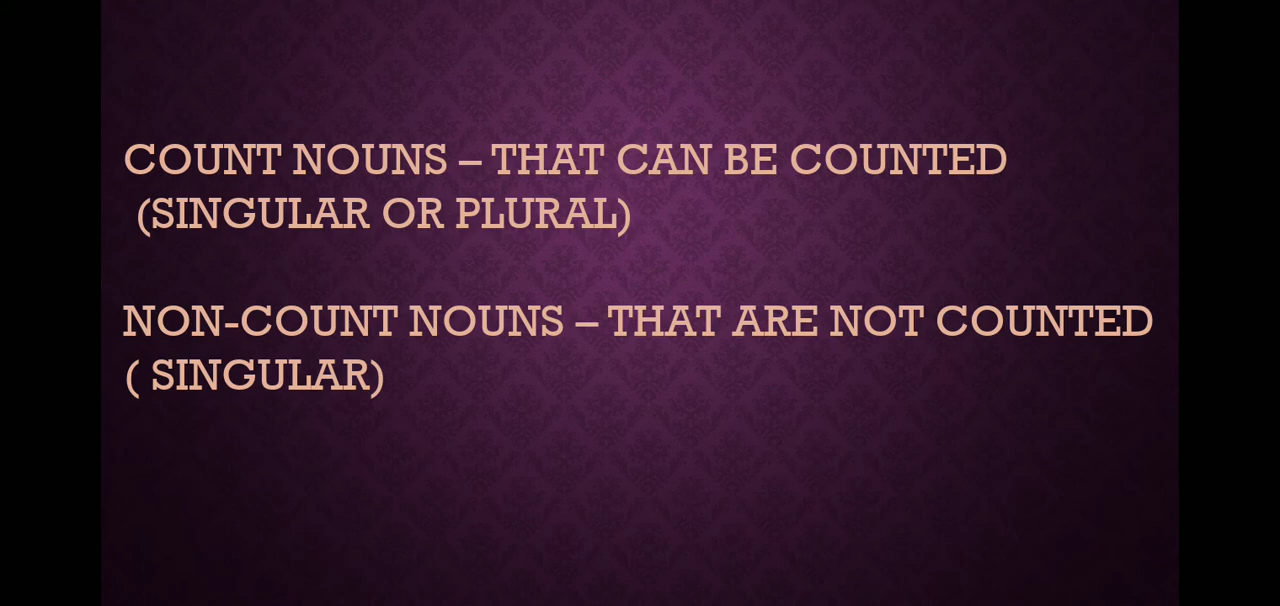 COUNT NOUNS – THAT CAN BE COUNTED
(SINGULAR OR PLURAL)
NON-COUNT NOUNS – THAT ARE NOT COUNTED
( SINGULAR)